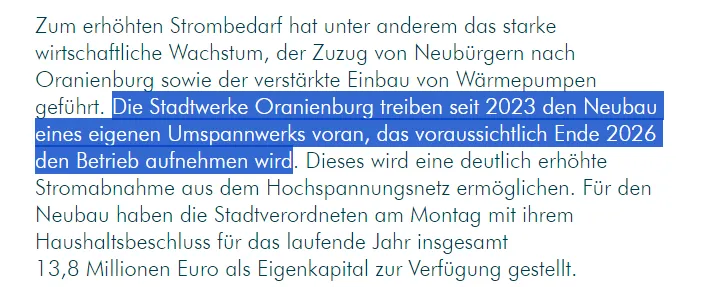 Zum erhöhten Strombedarf hat unter anderem das starke
wirtschaftliche Wachstum, der Zuzug von Neubürgern nach
Oranienburg sowie der verstärkte Einbau von Wärmepumpen
geführt. Die Stadtwerke Oranienburg treiben seit 2023 den Neubau
eines eigenen Umspannwerks voran, das voraussichtlich Ende 2026
den Betrieb aufnehmen wird. Dieses wird eine deutlich erhöhte
Stromabnahme aus dem Hochspannungsnetz ermöglichen. Für den
Neubau haben die Stadtverordneten am Montag mit ihrem
Haushaltsbeschluss für das laufende Jahr insgesamt
13,8 Millionen Euro als Eigenkapital zur Verfügung gestellt.